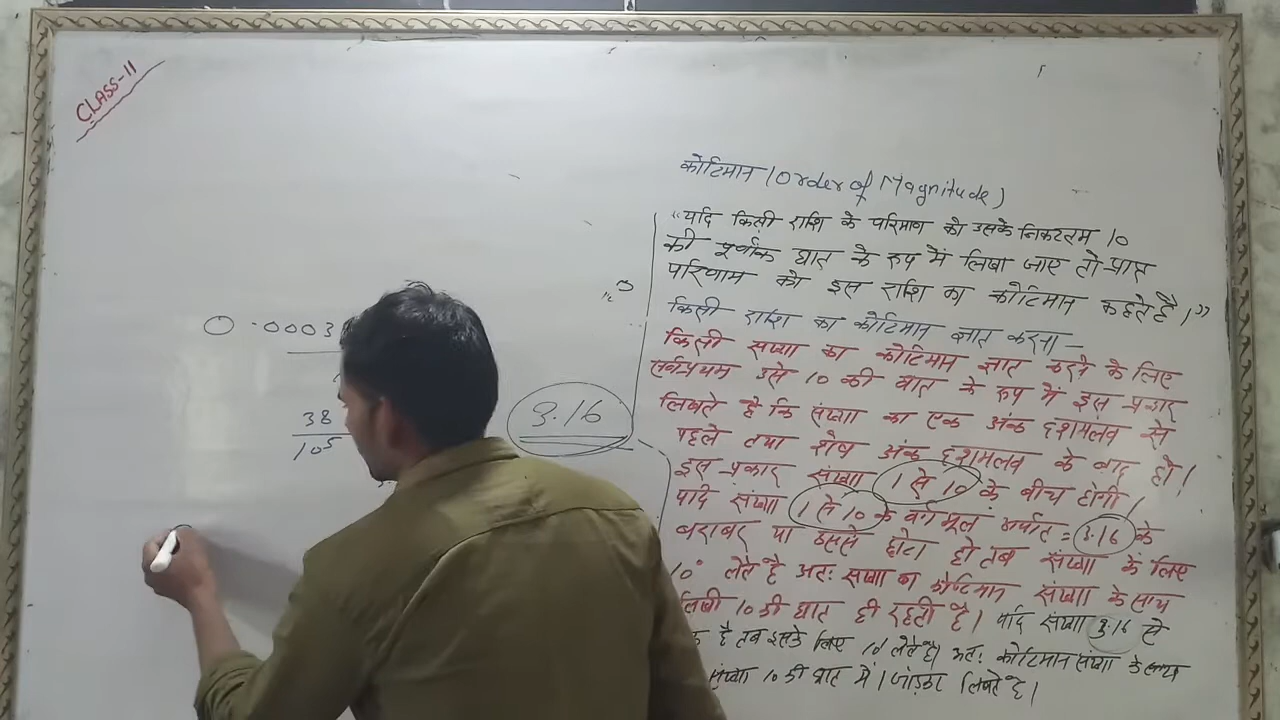 CLASS-11
कोटिमान (Order of Magnitude)
"यदि किसी राशि के परिमाण को उसके निकटतम 10
की पूर्णांक घात के रूप में लिखा जाए तो प्राप्त
परिणाम को इस राशि का कोटिमान कहते है।"
किसी राशि का कोटिमान ज्ञात करना -
किसी संख्या का कोटिमान ज्ञात करने के लिए
सर्वप्रथम उसे 10 की घात के रूप में इस प्रकार
लिखते है कि संख्या का एक अंक दशमलव से
पहले तथा शेष अंक दशमलव के बाद हो।
इस प्रकार संख्या 1 से 10 के बीच होगी।
यदि संख्या 1 से 10 के वर्ग मूल अर्थात = 3.16 के
बराबर या उससे छोटा हो तब संख्या के लिए
10° लेते है अतः संख्या का कोटिमान संख्या के साथ
लिखी 10 की घात ही रहती है। यदि संख्या 3.16 से
है तब इसके लिए 10' लेते है। अतः कोटिमान संख्या के साथ
संख्या 10 की घात में 1 जोड़कर लिखते है।
0.0003
38
10⁵
3.16